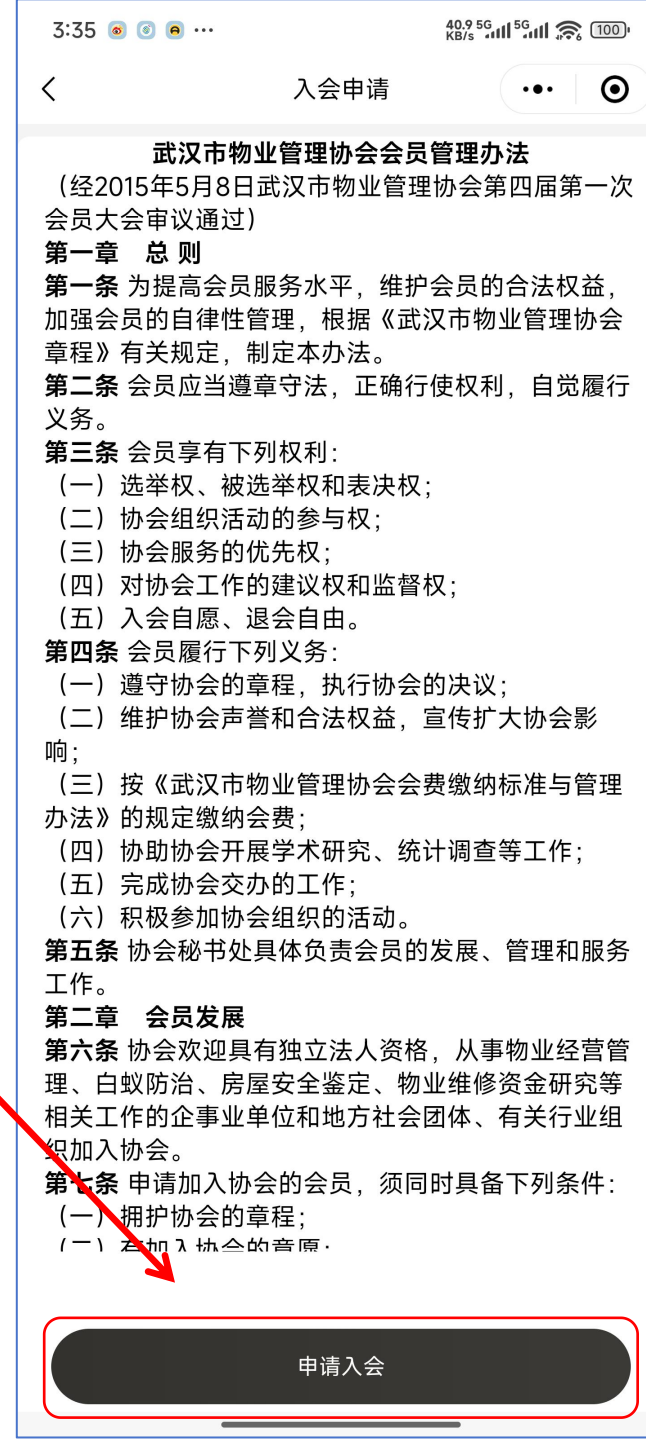 3:35 ... 40.9 KB/s 5G 5G 6 100
入会申请
武汉市物业管理协会会员管理办法
（经2015年5月8日武汉市物业管理协会第四届第一次
会员大会审议通过）
第一章 总 则
第一条 为提高会员服务水平，维护会员的合法权益，
加强会员的自律性管理，根据《武汉市物业管理协会
章程》有关规定，制定本办法。
第二条 会员应当遵章守法，正确行使权利，自觉履行
义务。
第三条 会员享有下列权利：
（一）选举权、被选举权和表决权；
（二）协会组织活动的参与权；
（三）协会服务的优先权；
（四）对协会工作的建议权和监督权；
（五）入会自愿、退会自由。
第四条 会员履行下列义务：
（一）遵守协会的章程，执行协会的决议；
（二）维护协会声誉和合法权益，宣传扩大协会影
响；
（三）按《武汉市物业管理协会会费缴纳标准与管理
办法》的规定缴纳会费；
（四）协助协会开展学术研究、统计调查等工作；
（五）完成协会交办的工作；
（六）积极参加协会组织的活动。
第五条 协会秘书处具体负责会员的发展、管理和服务
工作。
第二章 会员发展
第六条 协会欢迎具有独立法人资格，从事物业经营管
理、白蚁防治、房屋安全鉴定、物业维修资金研究等
相关工作的企事业单位和地方社会团体、有关行业组
织加入协会。
第七条 申请加入协会的会员，须同时具备下列条件：
（一）拥护协会的章程；
（二）有加入协会的意愿；
申请入会